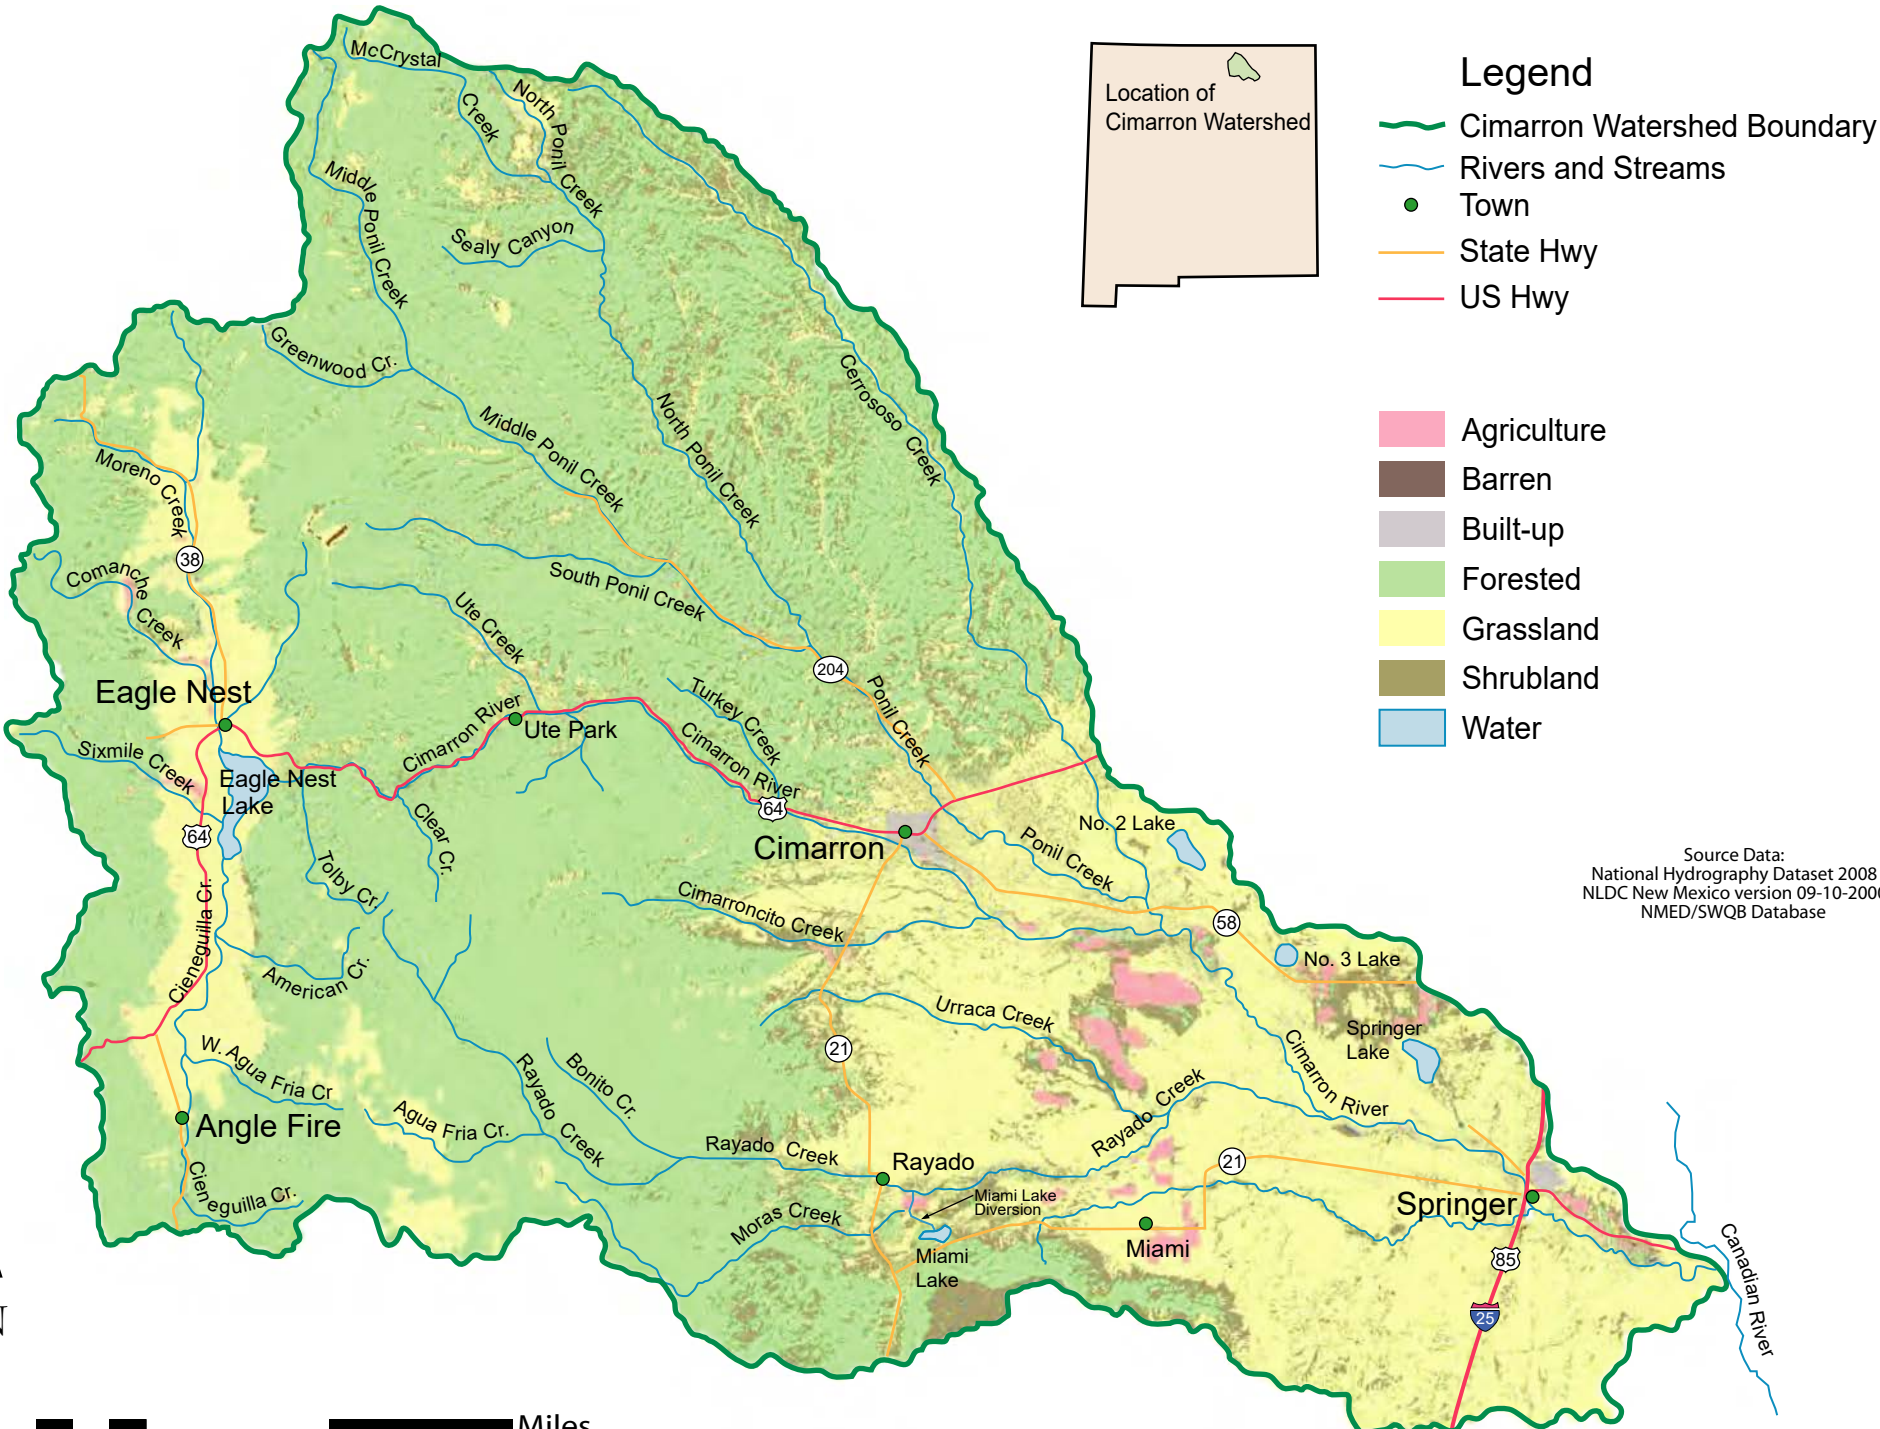 McCrystal
Creek
North Ponil Creek
Middle Ponil Creek
Sealy Canyon
Greenwood Cr.
Middle Ponil Creek
North Ponil Creek
Cerrososo Creek
Moreno Creek
38
Comanche
Creek
South Ponil Creek
Ute Creek
204
Ponil Creek
Turkey Creek
Eagle Nest
Cimarron River
Ute Park
Cimarron River
64
Sixmile Creek
Eagle Nest
Lake
64
Clear Cr.
Tolby Cr.
Cimarron
No. 2 Lake
Ponil Creek
Cimarroncito Creek
58
Cieneguilla Cr.
American Cr.
No. 3 Lake
Urraca Creek
Springer
Lake
21
Cimarron River
W. Agua Fria Cr
Bonito Cr.
Rayado Creek
Angle Fire
Agua Fria Cr.
Rayado Creek
Rayado Creek
Rayado
21
Cieneguilla Cr.
Moras Creek
Miami Lake
Diversion
Miami
Lake
Miami
Springer
85
25
Canadian River
Location of
Cimarron Watershed
Legend
Cimarron Watershed Boundary
Rivers and Streams
Town
State Hwy
US Hwy
Agriculture
Barren
Built-up
Forested
Grassland
Shrubland
Water
Source Data:
National Hydrography Dataset 2008
NLDC New Mexico version 09-10-200
NMED/SWQB Database
Miles